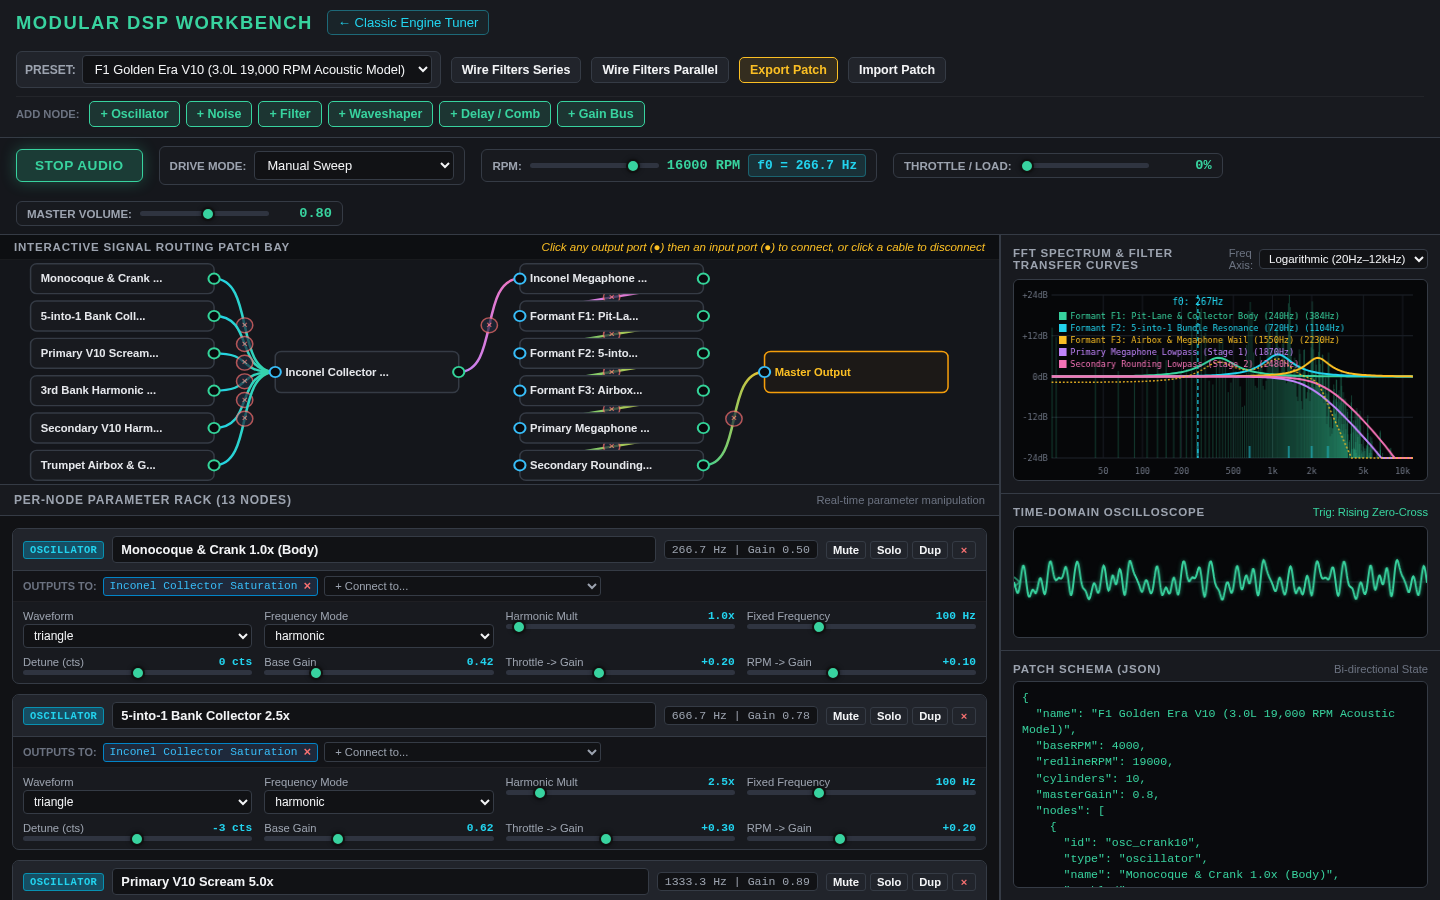 MODULAR DSP WORKBENCH
← Classic Engine Tuner
PRESET: F1 Golden Era V10 (3.0L 19,000 RPM Acoustic Model)
Wire Filters Series
Wire Filters Parallel
Export Patch
Import Patch
ADD NODE:
+ Oscillator
+ Noise
+ Filter
+ Waveshaper
+ Delay / Comb
+ Gain Bus
STOP AUDIO
DRIVE MODE: Manual Sweep
RPM: 16000 RPM f0 = 266.7 Hz
THROTTLE / LOAD: 0%
MASTER VOLUME: 0.80
INTERACTIVE SIGNAL ROUTING PATCH BAY
Click any output port (●) then an input port (●) to connect, or click a cable to disconnect
Monocoque & Crank ...
5-into-1 Bank Coll...
Primary V10 Scream...
3rd Bank Harmonic ...
Secondary V10 Harm...
Trumpet Airbox & G...
Inconel Collector ...
Inconel Megaphone ...
Formant F1: Pit-La...
Formant F2: 5-into...
Formant F3: Airbox...
Primary Megaphone ...
Secondary Rounding...
Master Output
PER-NODE PARAMETER RACK (13 NODES)
Real-time parameter manipulation
OSCILLATOR
Monocoque & Crank 1.0x (Body)
266.7 Hz | Gain 0.50
Mute Solo Dup ×
OUTPUTS TO: Inconel Collector Saturation × + Connect to...
Waveform
triangle
Frequency Mode
harmonic
Harmonic Mult 1.0x
Fixed Frequency 100 Hz
Detune (cts) 0 cts
Base Gain 0.42
Throttle -> Gain +0.20
RPM -> Gain +0.10
OSCILLATOR
5-into-1 Bank Collector 2.5x
666.7 Hz | Gain 0.78
Mute Solo Dup ×
OUTPUTS TO: Inconel Collector Saturation × + Connect to...
Waveform
triangle
Frequency Mode
harmonic
Harmonic Mult 2.5x
Fixed Frequency 100 Hz
Detune (cts) -3 cts
Base Gain 0.62
Throttle -> Gain +0.30
RPM -> Gain +0.20
OSCILLATOR
Primary V10 Scream 5.0x
1333.3 Hz | Gain 0.89
Mute Solo Dup ×
FFT SPECTRUM & FILTER
TRANSFER CURVES
Freq
Axis:
Logarithmic (20Hz–12kHz)
+24dB
+12dB
0dB
-12dB
-24dB
f0: 267Hz
Formant F1: Pit-Lane & Collector Body (240Hz) (384Hz)
Formant F2: 5-into-1 Bundle Resonance (720Hz) (1104Hz)
Formant F3: Airbox & Megaphone Wail (1550Hz) (2230Hz)
Primary Megaphone Lowpass (Stage 1) (1870Hz)
Secondary Rounding Lowpass (Stage 2) (2480Hz)
50 100 200 500 1k 2k 5k 10k
TIME-DOMAIN OSCILLOSCOPE
Trig: Rising Zero-Cross
PATCH SCHEMA (JSON)
Bi-directional State
{
"name": "F1 Golden Era V10 (3.0L 19,000 RPM Acoustic
Model)",
"baseRPM": 4000,
"redlineRPM": 19000,
"cylinders": 10,
"masterGain": 0.8,
"nodes": [
{
"id": "osc_crank10",
"type": "oscillator",
"name": "Monocoque & Crank 1.0x (Body)",